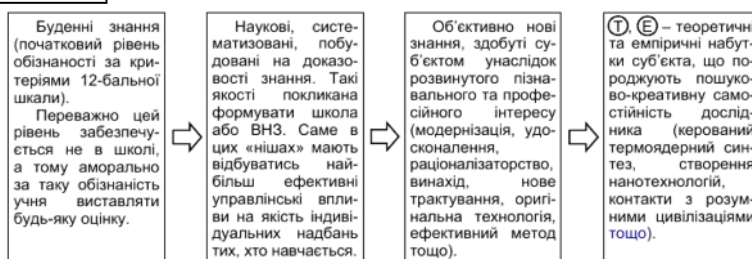 Буденні знання
(початковий рівень
обізнаності за кри-
теріями 12-бальної
шкали).
Переважно цей
рівень забезпечу-
ється не в школі,
а тому аморально
за таку обізнаність
учня виставляти
будь-яку оцінку.
Наукові, систе-
матизовані, побу-
довані на доказо-
вості знання. Такі
якості покликана
формувати школа
або ВНЗ. Саме в
цих «нішах» мають
відбуватись най-
більш ефективні
управлінські впли-
ви на якість індиві-
дуальних надбань
тих, хто навчається.
Об’єктивно нові
знання, здобуті су-
б’єктом унаслідок
розвинутого пізна-
вального та профе-
сійного інтересу
(модернізація, удо-
сконалення,
раціоналізаторство,
винахід, нове
трактування, оригі-
нальна технологія,
ефективний метод
тощо).
Ⓣ, Ⓔ – теоретичні
та емпіричні набут-
ки суб’єкта, що по-
роджують пошуко-
во-креативну само-
стійність дослід-
ника (керований
термоядерний син-
тез, створення
нанотехнологій,
контакти з розум-
ними цивілізаціями
тощо).